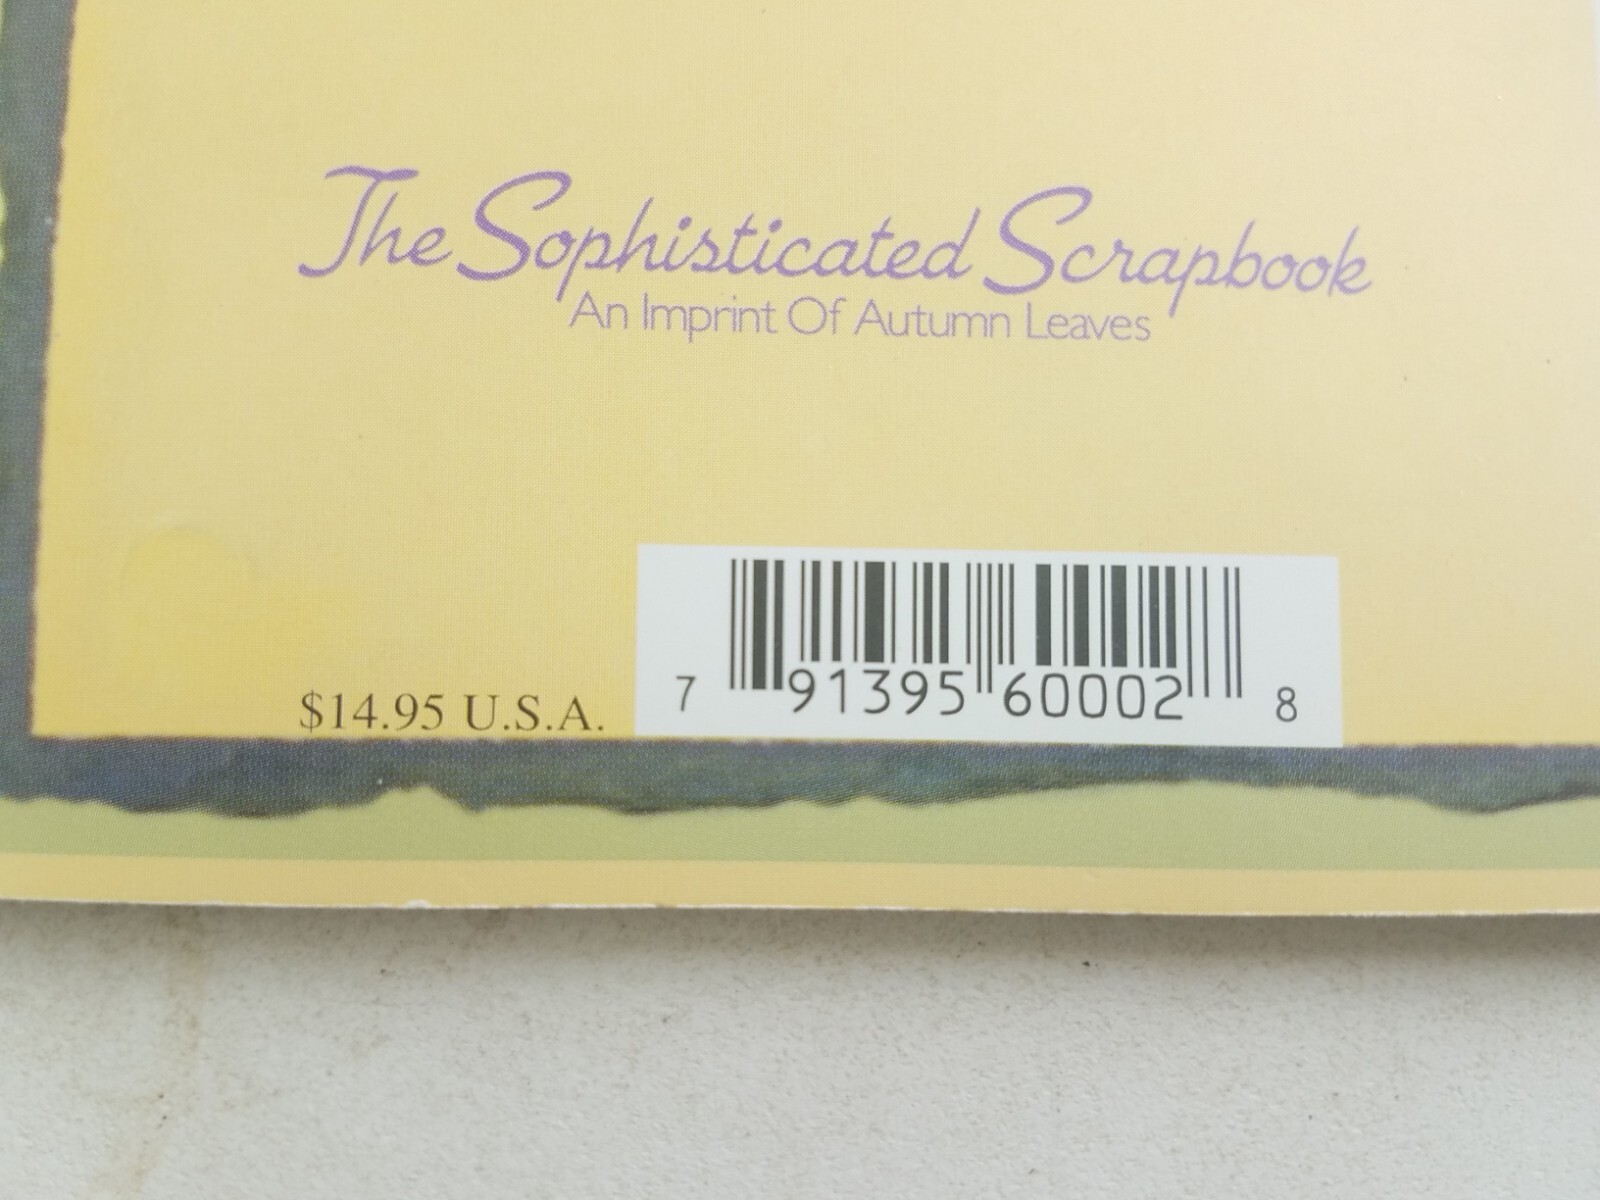 The Sophisticated Scrapbook
An Imprint Of Autumn Leaves
$14.95 U.S.A.
7 91395 60002 8